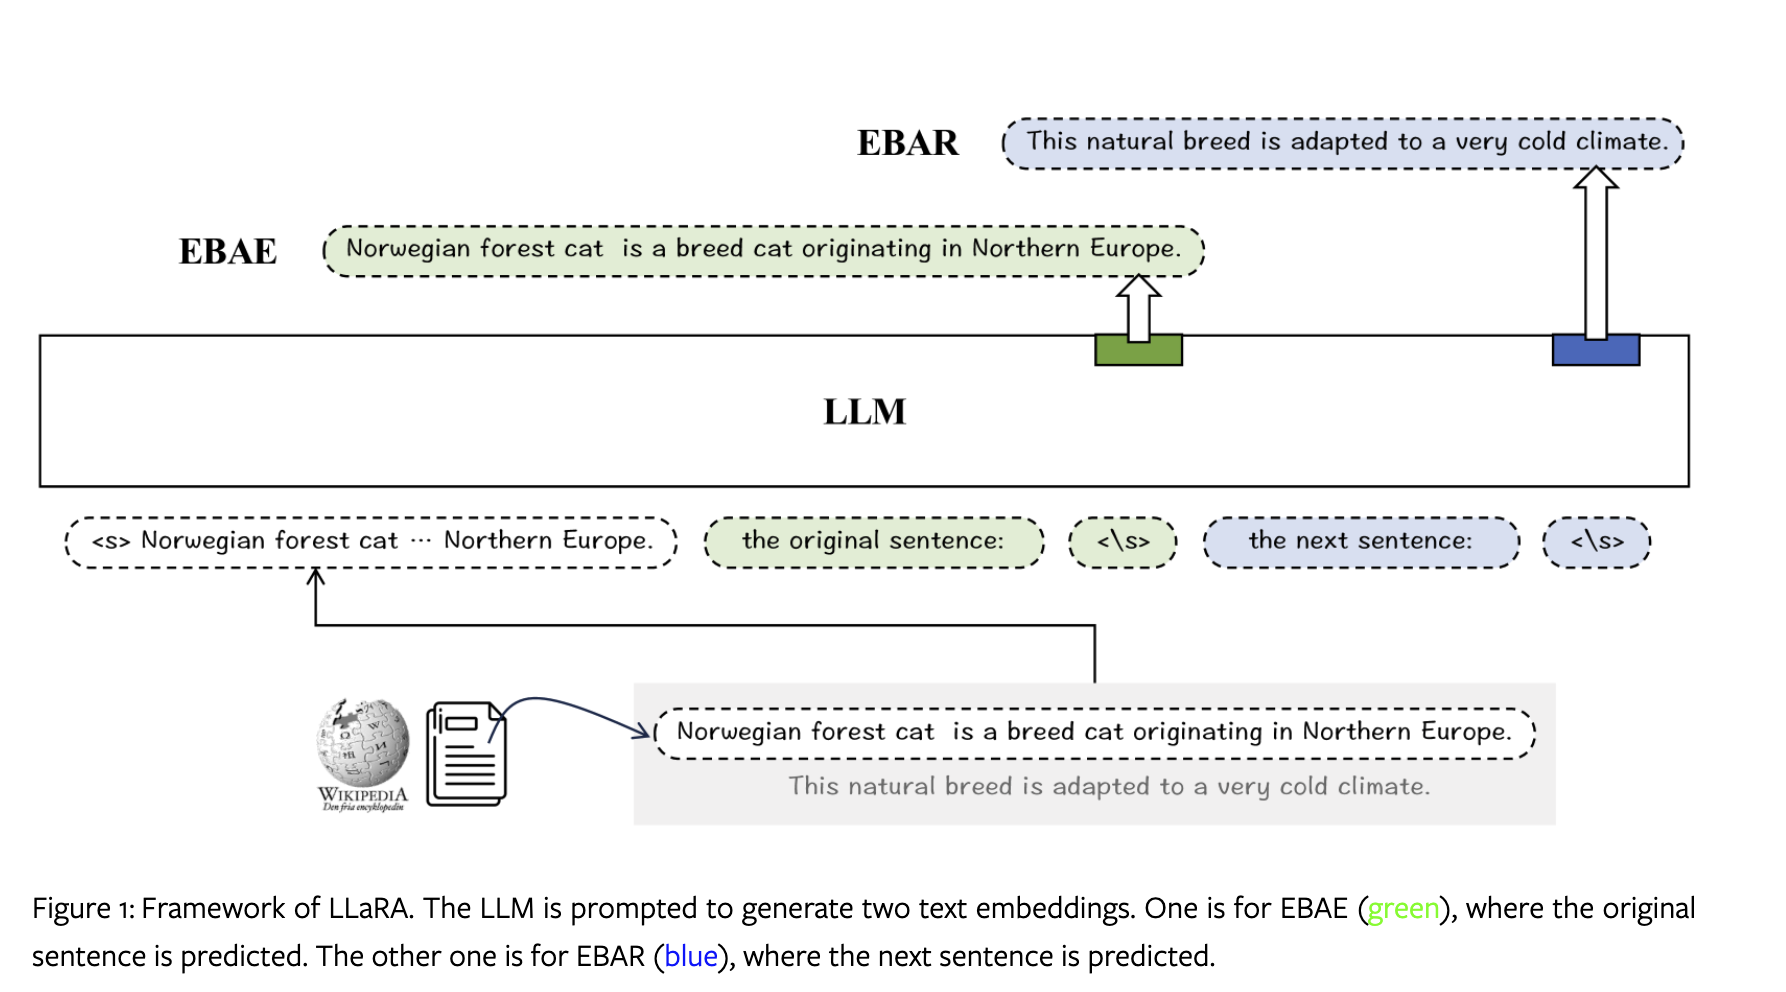 EBAR This natural breed is adapted to a very cold climate.
EBAE Norwegian forest cat is a breed cat originating in Northern Europe.
LLM
<s> Norwegian forest cat ··· Northern Europe. the original sentence: <\s> the next sentence: <\s>
Norwegian forest cat is a breed cat originating in Northern Europe.
This natural breed is adapted to a very cold climate.
WIKIPEDIA
Den fria encyklopedin
Figure 1: Framework of LLaRA. The LLM is prompted to generate two text embeddings. One is for EBAE (green), where the original
sentence is predicted. The other one is for EBAR (blue), where the next sentence is predicted.